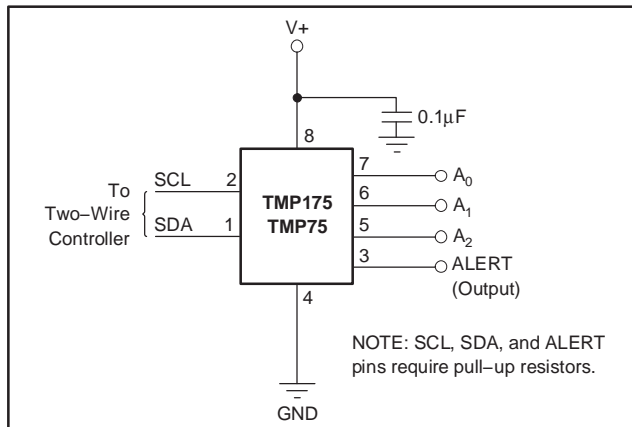 V+
0.1μF
8
SCL
2
7
A0
To
Two–Wire
Controller
TMP175
TMP75
6
A1
SDA
1
5
A2
3
ALERT
(Output)
4
NOTE: SCL, SDA, and ALERT
pins require pull–up resistors.
GND